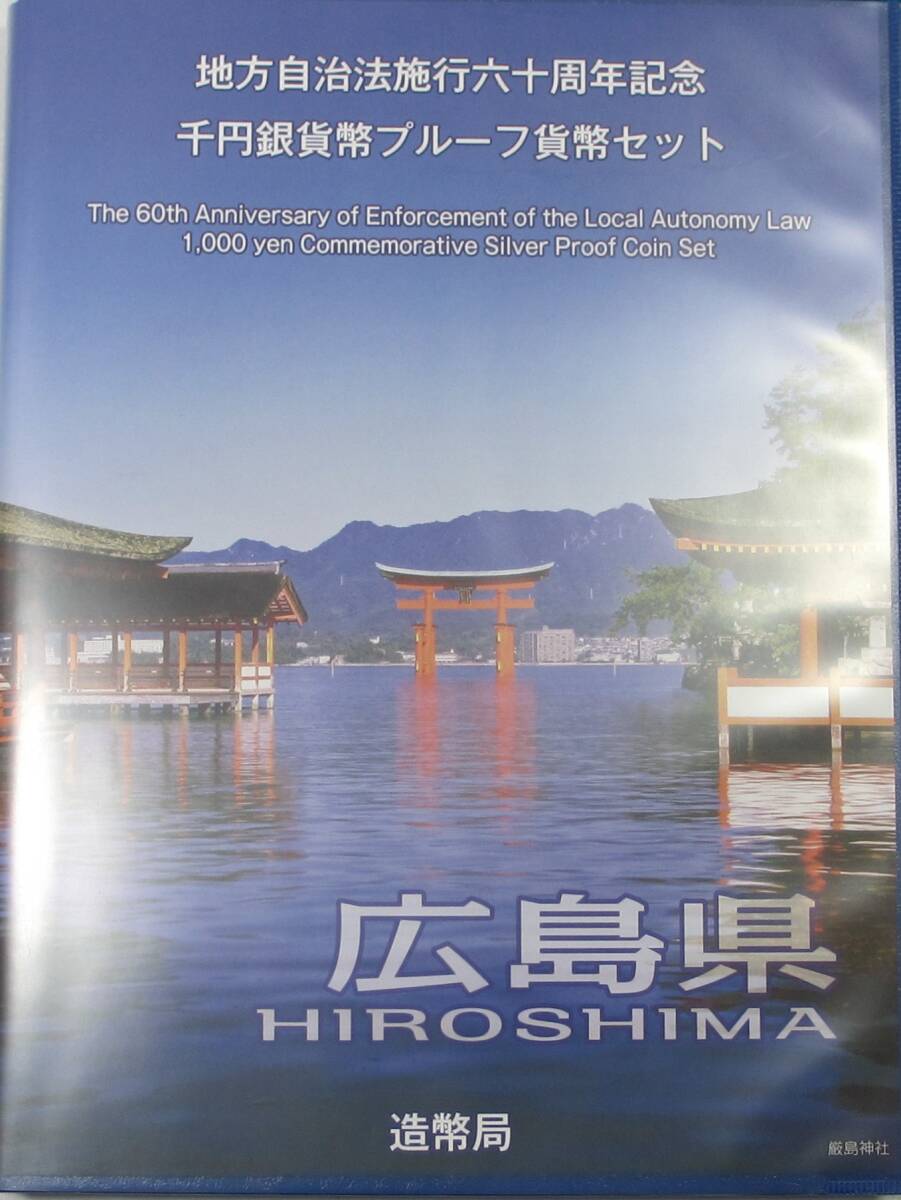 地方自治法施行六十周年記念
千円銀貨幣プルーフ貨幣セット
The 60th Anniversary of Enforcement of the Local Autonomy Law
1,000 yen Commemorative Silver Proof Coin Set
広島県
HIROSHIMA
造幣局
厳島神社